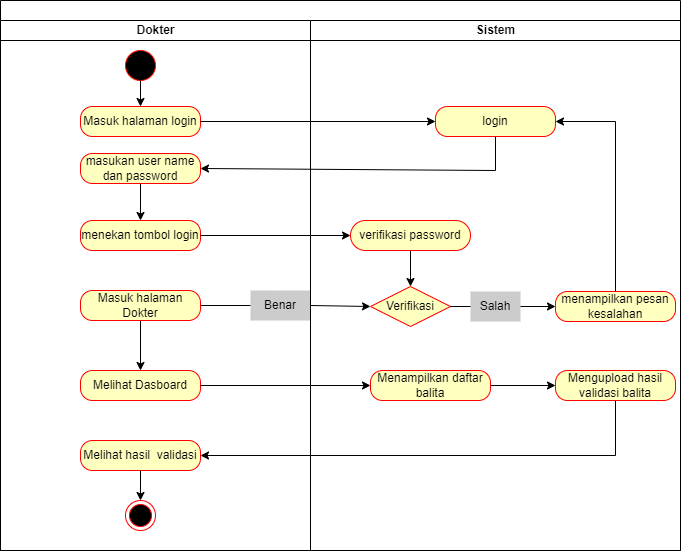 Dokter
Sistem
Masuk halaman login
login
masukan user name
dan password
menekan tombol login
verifikasi password
Masuk halaman
Dokter
Benar
Verifikasi
Salah
menampilkan pesan
kesalahan
Melihat Dasboard
Menampilkan daftar
balita
Mengupload hasil
validasi balita
Melihat hasil validasi